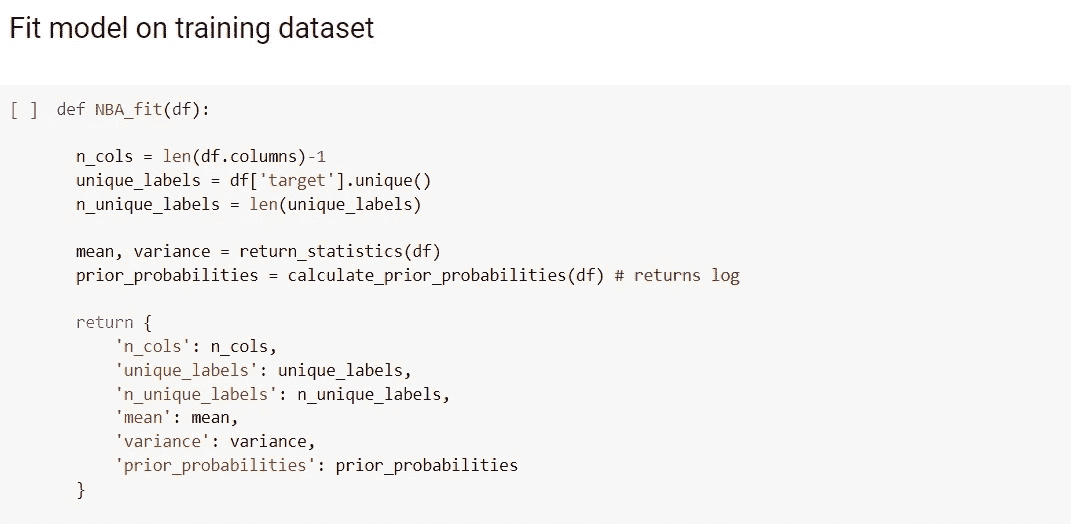 Fit model on training dataset
[ ] def NBA_fit(df):
n_cols = len(df.columns)-1
unique_labels = df['target'].unique()
n_unique_labels = len(unique_labels)
mean, variance = return_statistics(df)
prior_probabilities = calculate_prior_probabilities(df) # returns log
return {
'n_cols': n_cols,
'unique_labels': unique_labels,
'n_unique_labels': n_unique_labels,
'mean': mean,
'variance': variance,
'prior_probabilities': prior_probabilities
}